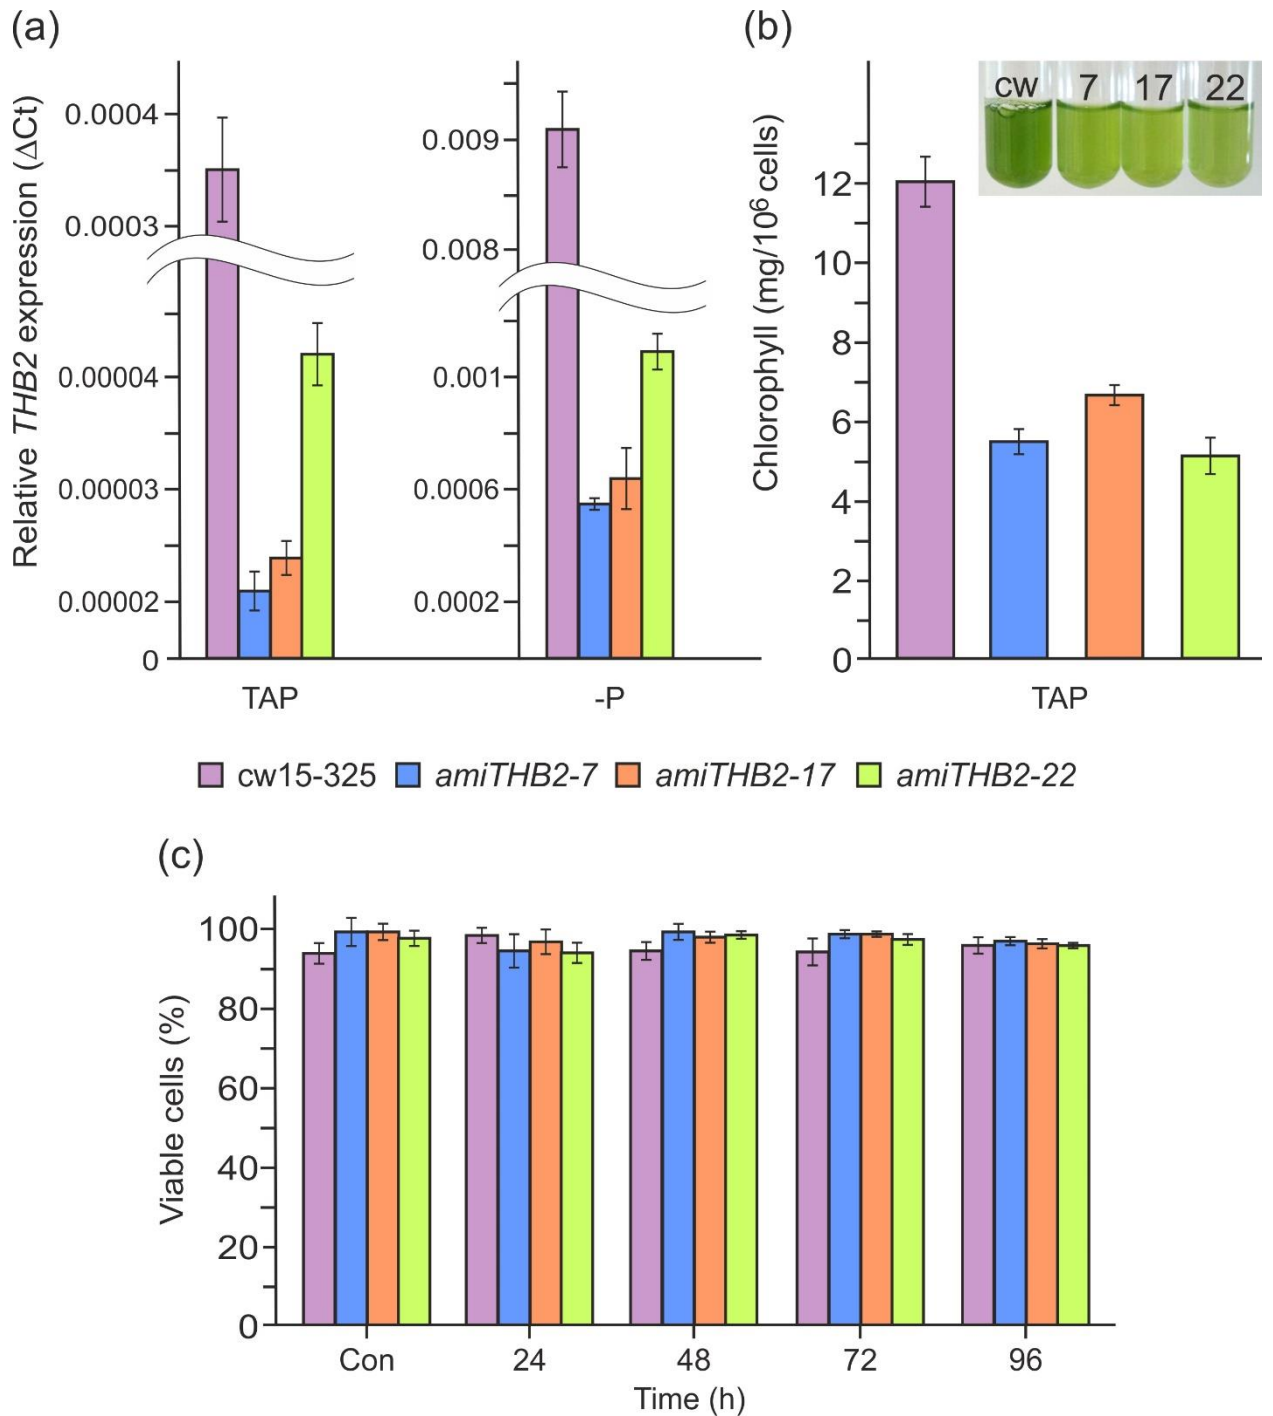 (a)
Relative THB2 expression (ΔCt)
0.0004
0.0003
0.00004
0.00003
0.00002
0
TAP
0.009
0.008
0.001
0.0006
0.0002
-P
(b)
Chlorophyll (mg/10⁶ cells)
12
10
8
6
4
2
0
TAP
cw 7 17 22
cw15-325 amiTHB2-7 amiTHB2-17 amiTHB2-22
(c)
Viable cells (%)
100
80
60
40
20
0
Con 24 48 72 96
Time (h)